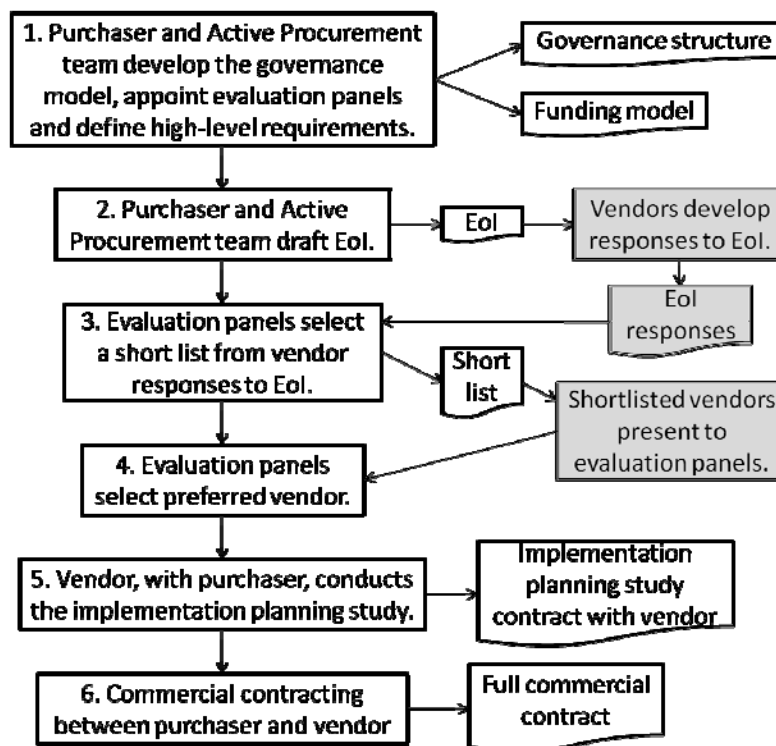 1. Purchaser and Active Procurement
team develop the governance
model, appoint evaluation panels
and define high-level requirements.
Governance structure
Funding model
2. Purchaser and Active
Procurement team draft EoI.
EoI
Vendors develop
responses to EoI.
EoI
responses
3. Evaluation panels select
a short list from vendor
responses to EoI.
Short
list
Shortlisted vendors
present to
evaluation panels.
4. Evaluation panels
select preferred vendor.
5. Vendor, with purchaser, conducts
the implementation planning study.
Implementation
planning study
contract with vendor
6. Commercial contracting
between purchaser and vendor
Full commercial
contract